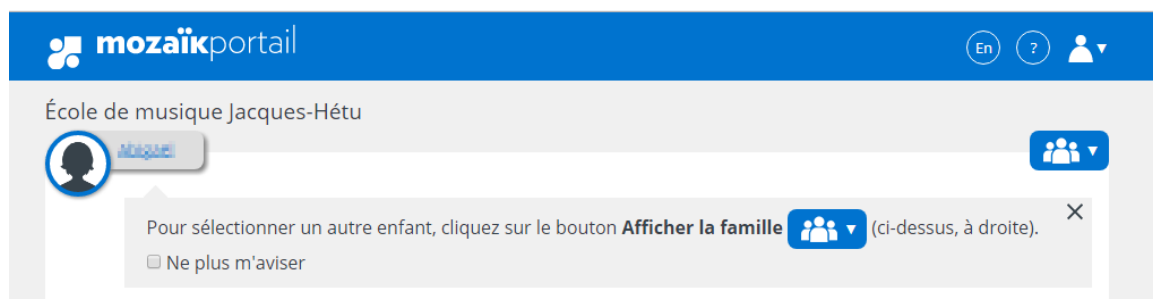 mozaïkportail
En
?
École de musique Jacques-Hétu
Pour sélectionner un autre enfant, cliquez sur le bouton Afficher la famille (ci-dessus, à droite).
Ne plus m'aviser